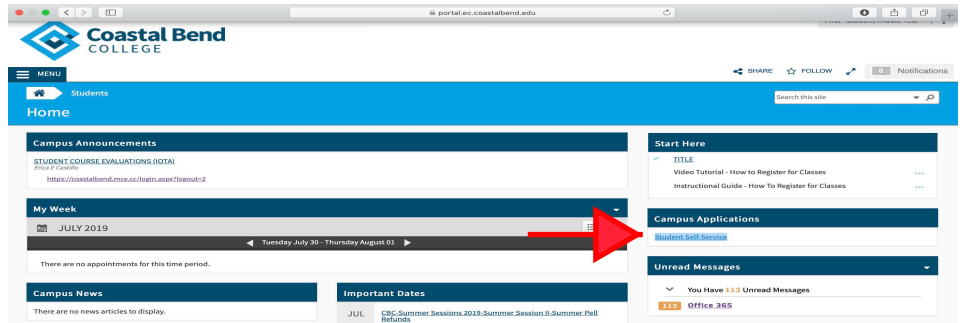 portal.ec.coastalbend.edu
Coastal Bend
COLLEGE
MENU
SHARE FOLLOW 0 Notifications
Students
Search this site
Home
Campus Announcements
STUDENT COURSE EVALUATIONS (IOTA)
Erica E Castillo
https://coastalbend.mce.cc/login.aspx?logout=2
My Week
JULY 2019
Tuesday July 30 - Thursday August 01
There are no appointments for this time period.
Campus News
There are no news articles to display.
Important Dates
JUL
CBC-Summer Sessions 2019-Summer Session II-Summer Pell
Refunds
Start Here
TITLE
Video Tutorial - How to Register for Classes ...
Instructional Guide - How To Register for Classes ...
Campus Applications
Student Self-Service
Unread Messages
You Have 113 Unread Messages
113 Office 365